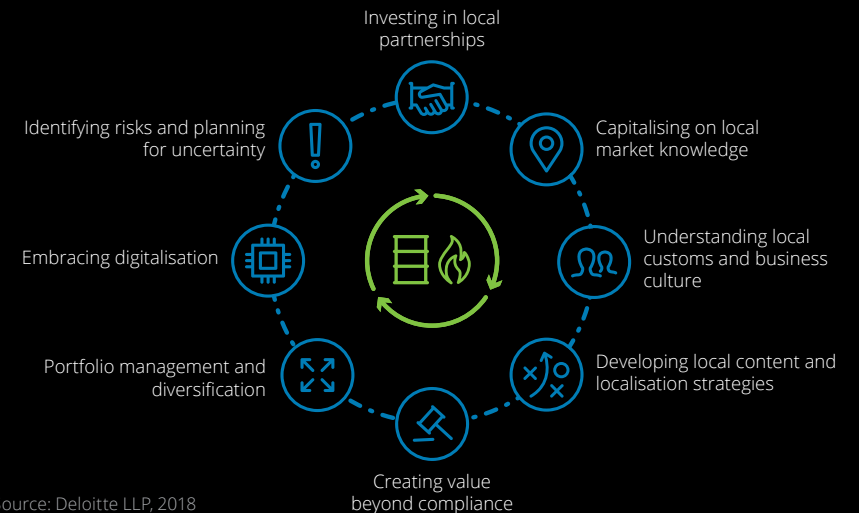 Investing in local
partnerships
Capitalising on local
market knowledge
Understanding local
customs and business
culture
Developing local content and
localisation strategies
Creating value
beyond compliance
Portfolio management and
diversification
Embracing digitalisation
Identifying risks and planning
for uncertainty
ource: Deloitte LLP, 2018